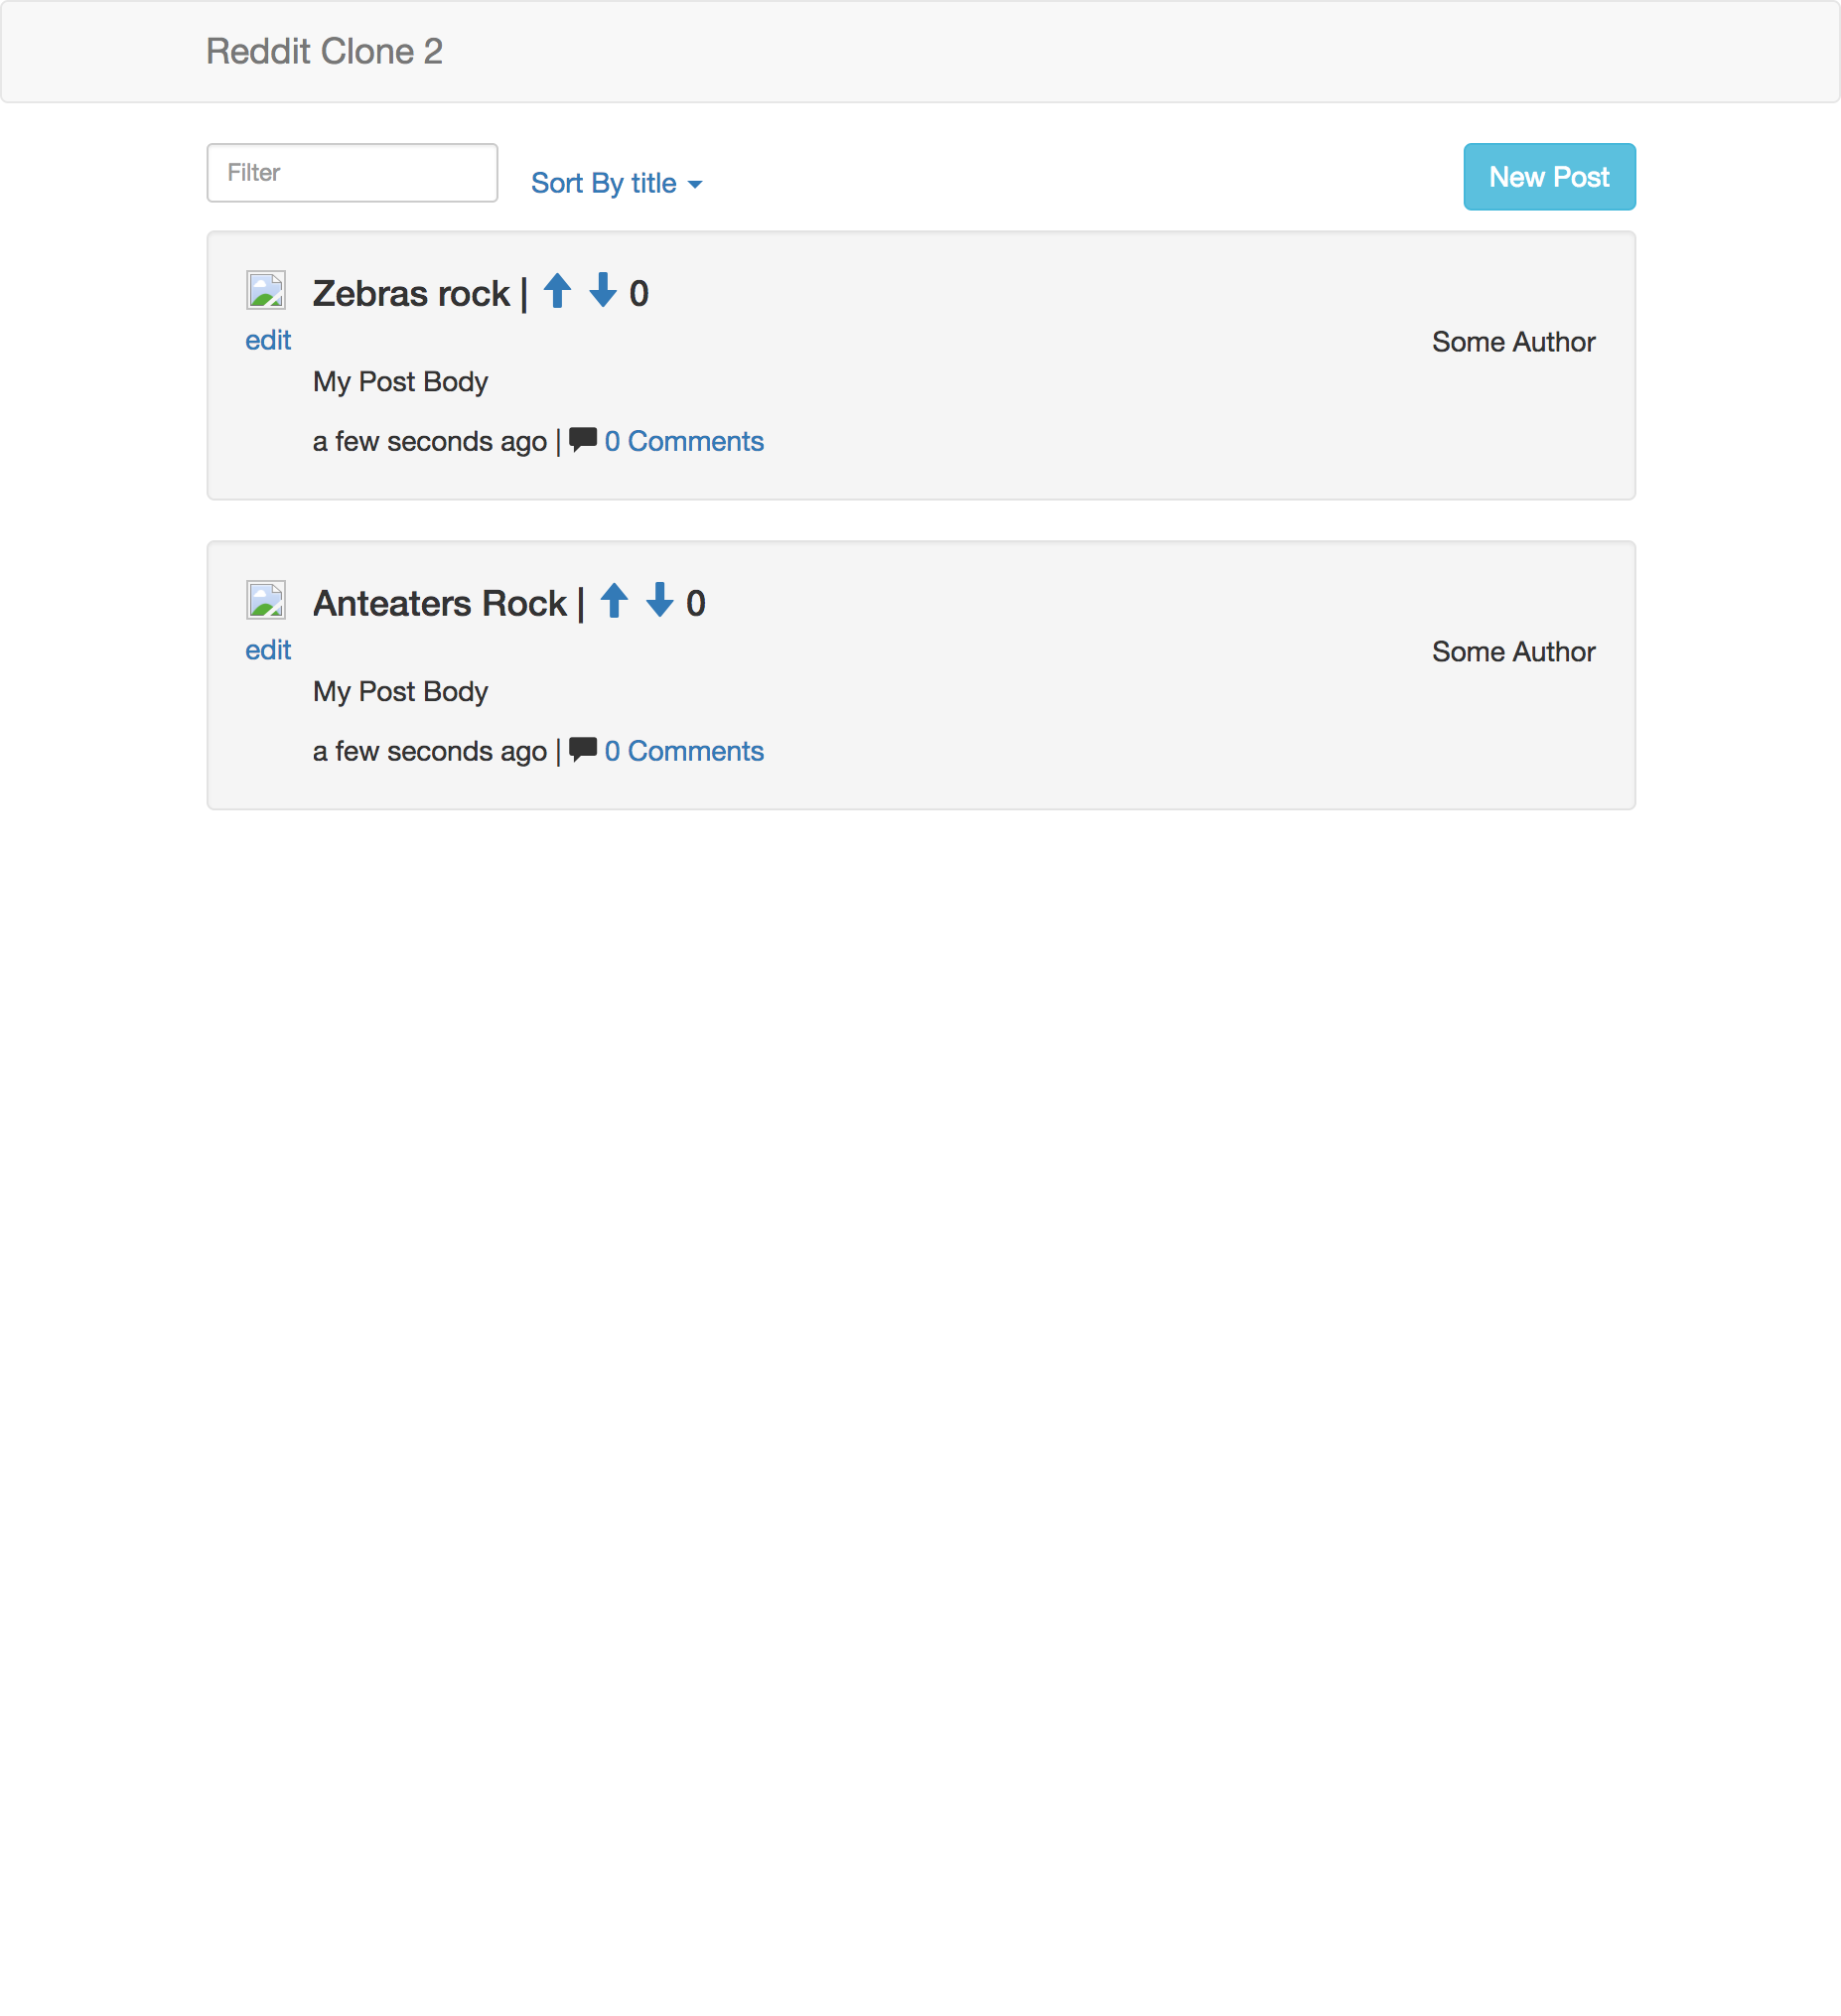 Reddit Clone 2
Filter
Sort By title
New Post
Zebras rock | 0
edit
Some Author
My Post Body
a few seconds ago | 0 Comments
Anteaters Rock | 0
edit
Some Author
My Post Body
a few seconds ago | 0 Comments